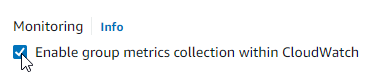 Monitoring Info
Enable group metrics collection within CloudWatch